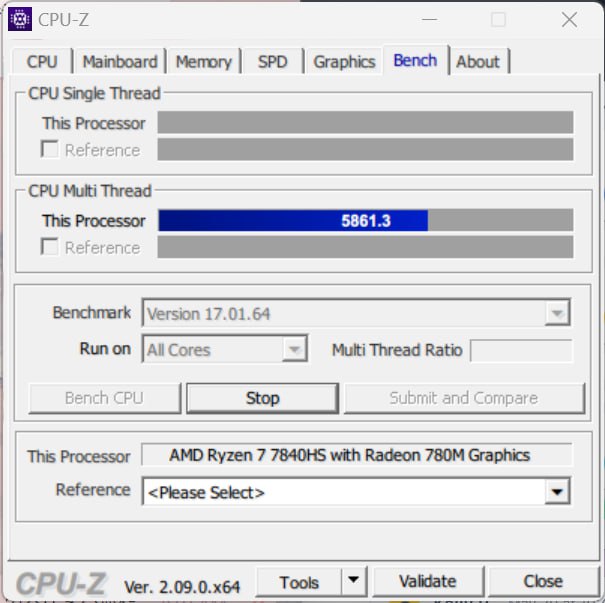 CPU-Z
CPU Mainboard Memory SPD Graphics Bench About
CPU Single Thread
This Processor
Reference
CPU Multi Thread
This Processor 5861.3
Reference
Benchmark Version 17.01.64
Run on All Cores Multi Thread Ratio
Bench CPU Stop Submit and Compare
This Processor AMD Ryzen 7 7840HS with Radeon 780M Graphics
Reference <Please Select>
CPU-Z Ver. 2.09.0.x64 Tools Validate Close